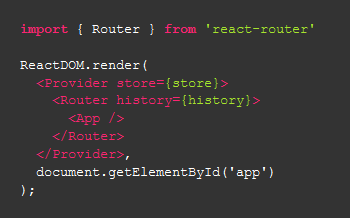 import { Router } from 'react-router'

ReactDOM.render(
  <Provider store={store}>
    <Router history={history}>
      <App />
    </Router>
  </Provider>,
  document.getElementById('app')
);